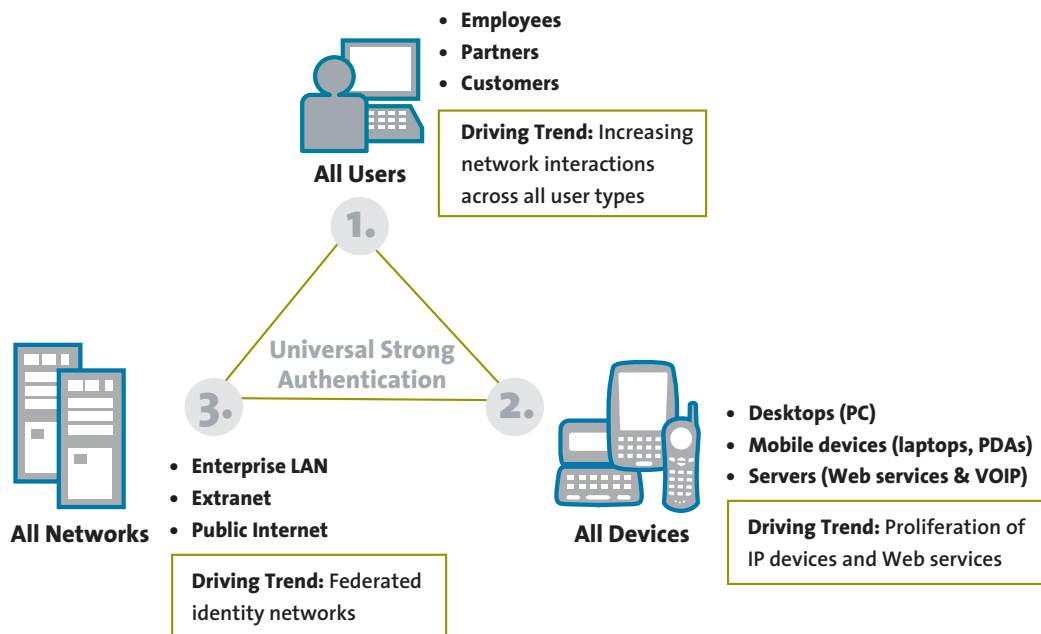 • Employees
• Partners
• Customers
Driving Trend: Increasing
network interactions
across all user types
All Users
1.
Universal Strong
Authentication
3.
2.
• Enterprise LAN
• Extranet
• Public Internet
All Networks
Driving Trend: Federated
identity networks
• Desktops (PC)
• Mobile devices (laptops, PDAs)
• Servers (Web services & VOIP)
All Devices
Driving Trend: Proliferation of
IP devices and Web services